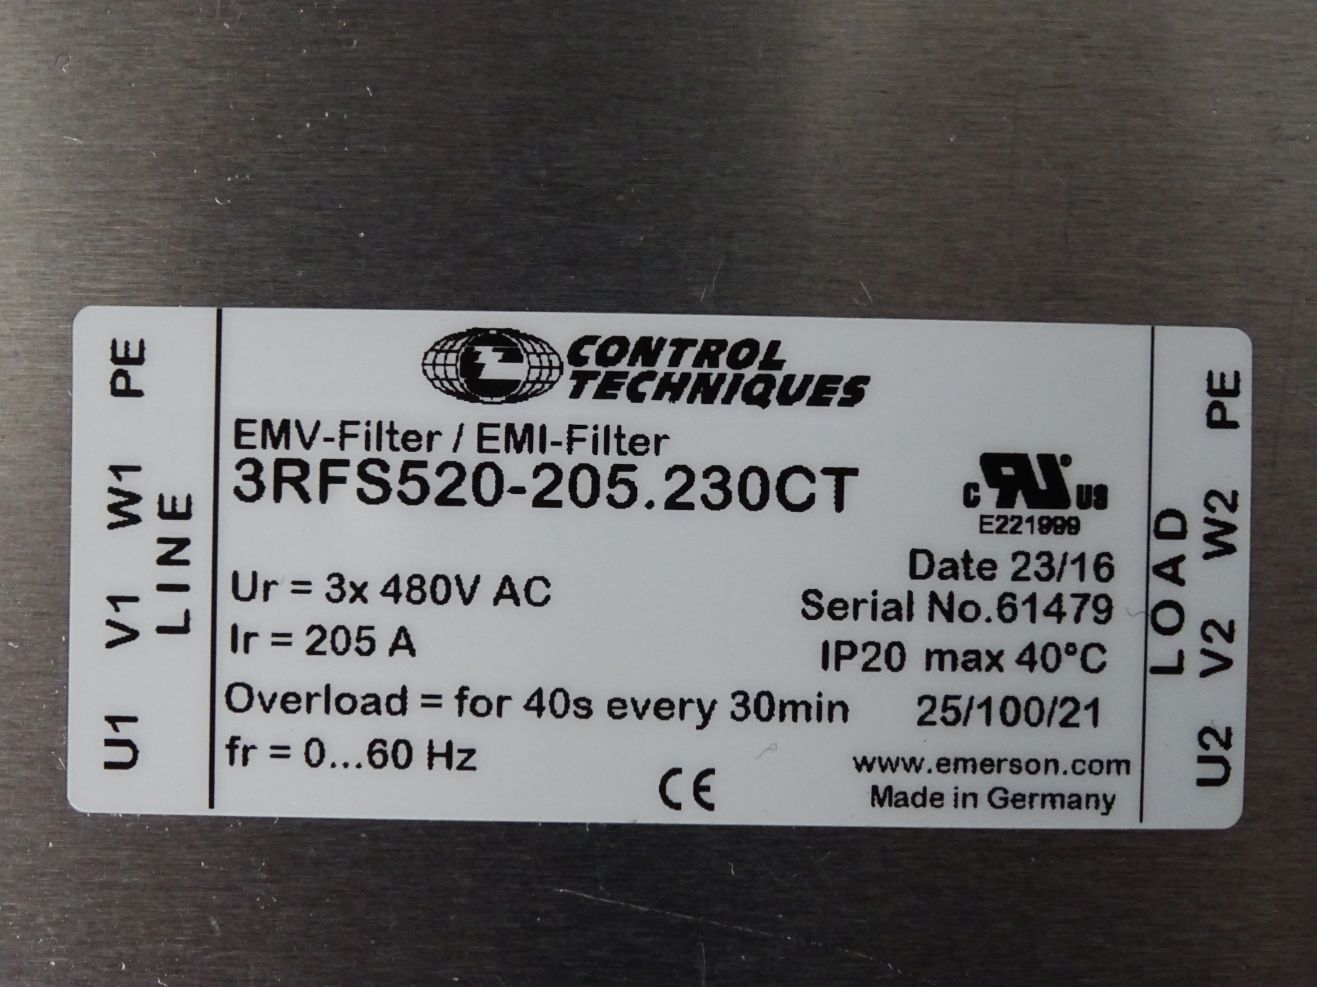 CONTROL
TECHNIQUES
EMV-Filter / EMI-Filter
3RFS520-205.230CT
Ur = 3x 480V AC
Ir = 205 A
Overload = for 40s every 30min
fr = 0...60 Hz
CE
c RU US
E221999
Date 23/16
Serial No.61479
IP20 max 40°C
25/100/21
www.emerson.com
Made in Germany
U1 V1 W1 PE
LINE
LOAD
U2 V2 W2 PE